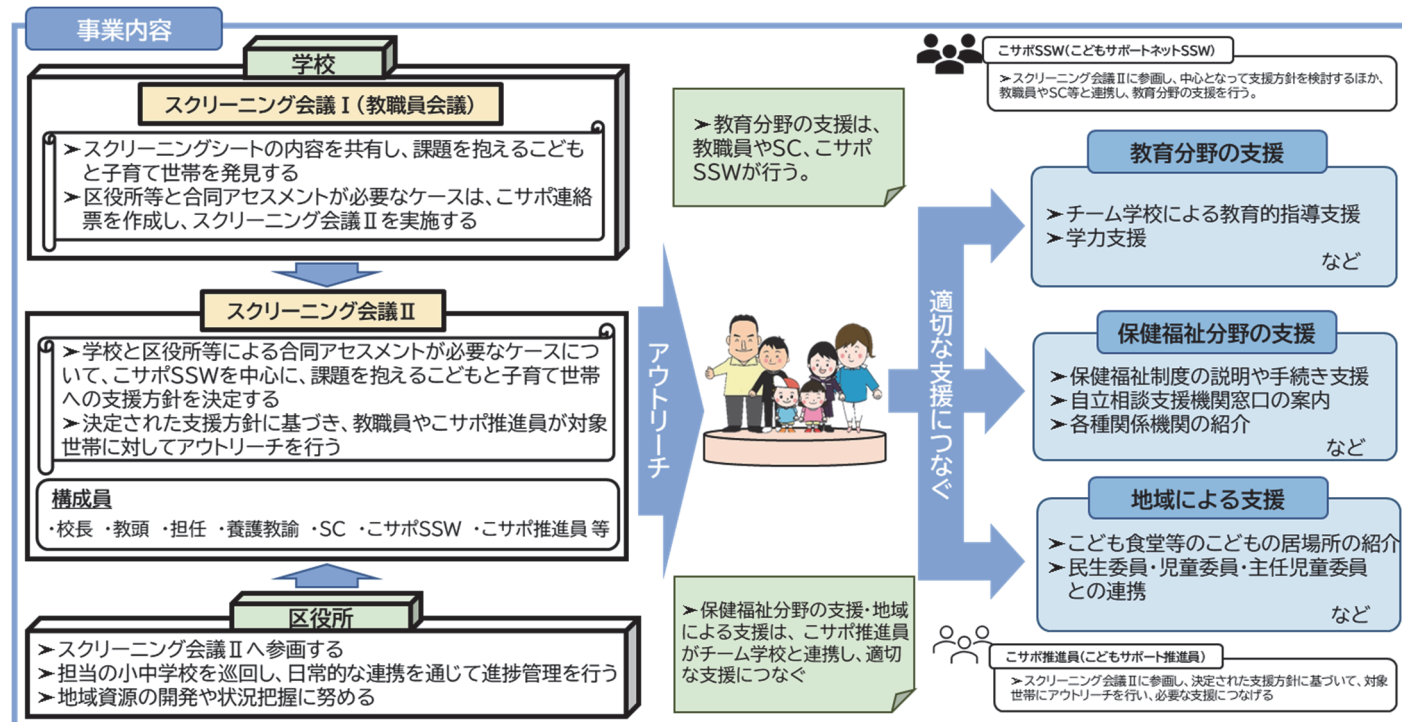 事業内容
学校
スクリーニング会議Ⅰ(教職員会議)
➤スクリーニングシートの内容を共有し、課題を抱えるこども
と子育て世帯を発見する
➤区役所等と合同アセスメントが必要なケースは、こサポ連絡
票を作成し、スクリーニング会議Ⅱを実施する
スクリーニング会議Ⅱ
➤学校と区役所等による合同アセスメントが必要なケースにつ
いて、こサポSSWを中心に、課題を抱えるこどもと子育て世帯
への支援方針を決定する
➤決定された支援方針に基づき、教職員やこサポ推進員が対象
世帯に対してアウトリーチを行う
構成員
・校長 ・教頭 ・担任 ・養護教諭 ・SC ・こサポSSW ・こサポ推進員 等
区役所
➤スクリーニング会議Ⅱへ参画する
➤担当の小中学校を巡回し、日常的な連携を通じて進捗管理を行う
➤地域資源の開発や状況把握に努める
アウトリーチ
➤教育分野の支援は、
教職員やSC、こサポ
SSWが行う。
➤保健福祉分野の支援・地域
による支援は、こサポ推進員
がチーム学校と連携し、適切
な支援につなぐ
適切な支援につなぐ
こサポSSW(こどもサポートネットSSW)
➤スクリーニング会議Ⅱに参画し、中心となって支援方針を検討するほか、
教職員やSC等と連携し、教育分野の支援を行う。
教育分野の支援
➤チーム学校による教育的指導支援
➤学力支援
など
保健福祉分野の支援
➤保健福祉制度の説明や手続き支援
➤自立相談支援機関窓口の案内
➤各種関係機関の紹介
など
地域による支援
➤こども食堂等のこどもの居場所の紹介
➤民生委員・児童委員・主任児童委員
との連携
など
こサポ推進員(こどもサポート推進員)
➤スクリーニング会議Ⅱに参画し、決定された支援方針に基づいて、対象
世帯にアウトリーチを行い、必要な支援につなげる